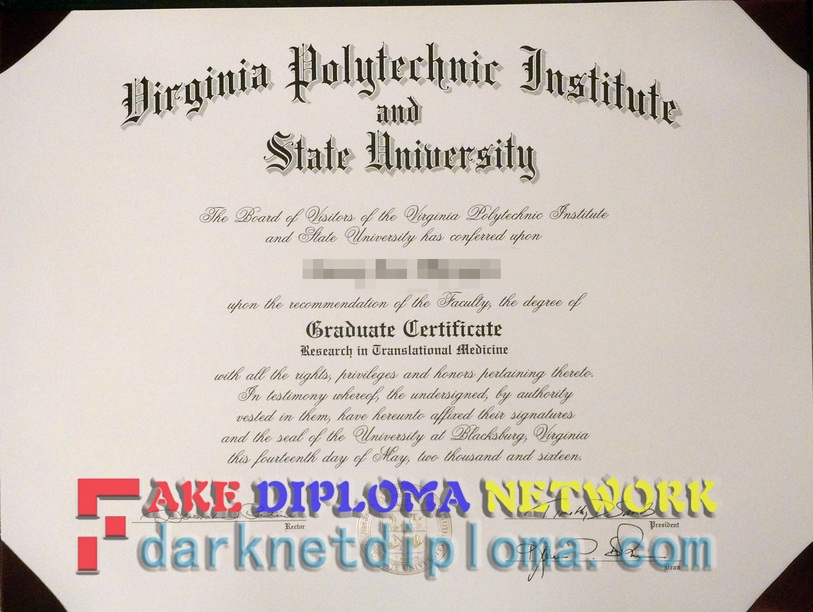 Virginia Polytechnic Institute
and
State University
The Board of Visitors of the Virginia Polytechnic Institute
and State University has conferred upon
upon the recommendation of the Faculty, the degree of
Graduate Certificate
Research in Translational Medicine
with all the rights, privileges and honors pertaining thereto.
In testimony whereof, the undersigned, by authority
vested in them, have hereunto affixed their signatures
and the seal of the University at Blacksburg, Virginia
this fourteenth day of May, two thousand and sixteen.
FAKE DIPLOMA NETWORK
Rector
President
darknetdiploma.com
Dean